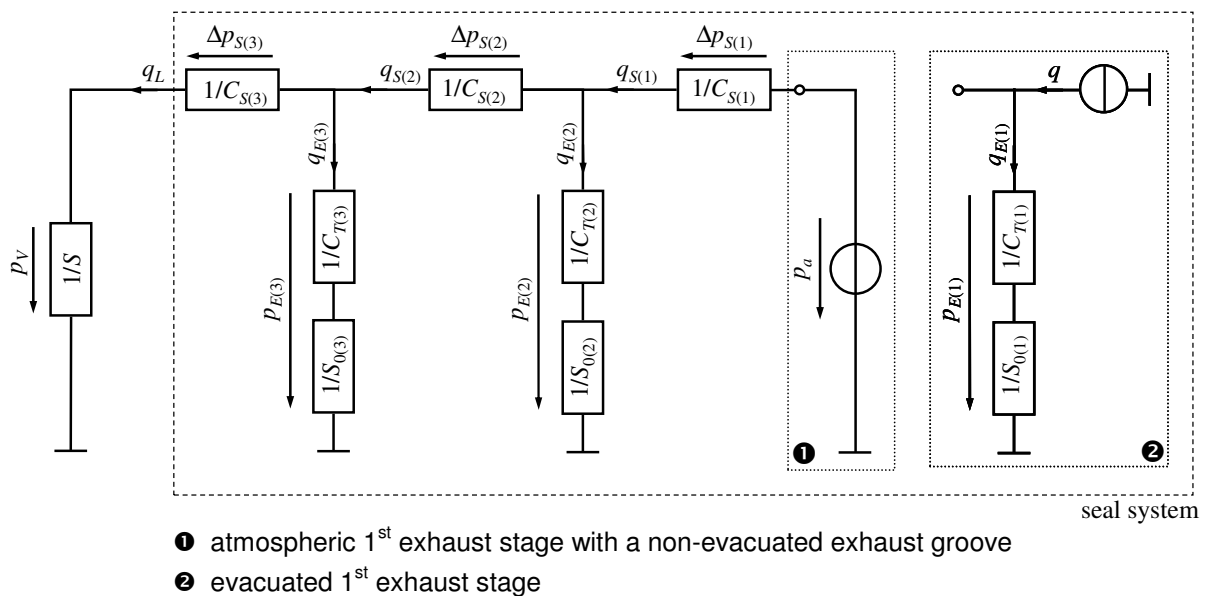 Δp_S(3)
Δp_S(2)
Δp_S(1)
q_L
1/C_S(3)
q_S(2)
1/C_S(2)
q_S(1)
1/C_S(1)
q
q_E(3)
q_E(2)
q_E(1)
p_V
1/S
p_E(3)
1/C_T(3)
1/S_0(3)
p_E(2)
1/C_T(2)
1/S_0(2)
p_a
p_E(1)
1/C_T(1)
1/S_0(1)
❶
❷
seal system
❶ atmospheric 1st exhaust stage with a non-evacuated exhaust groove
❷ evacuated 1st exhaust stage